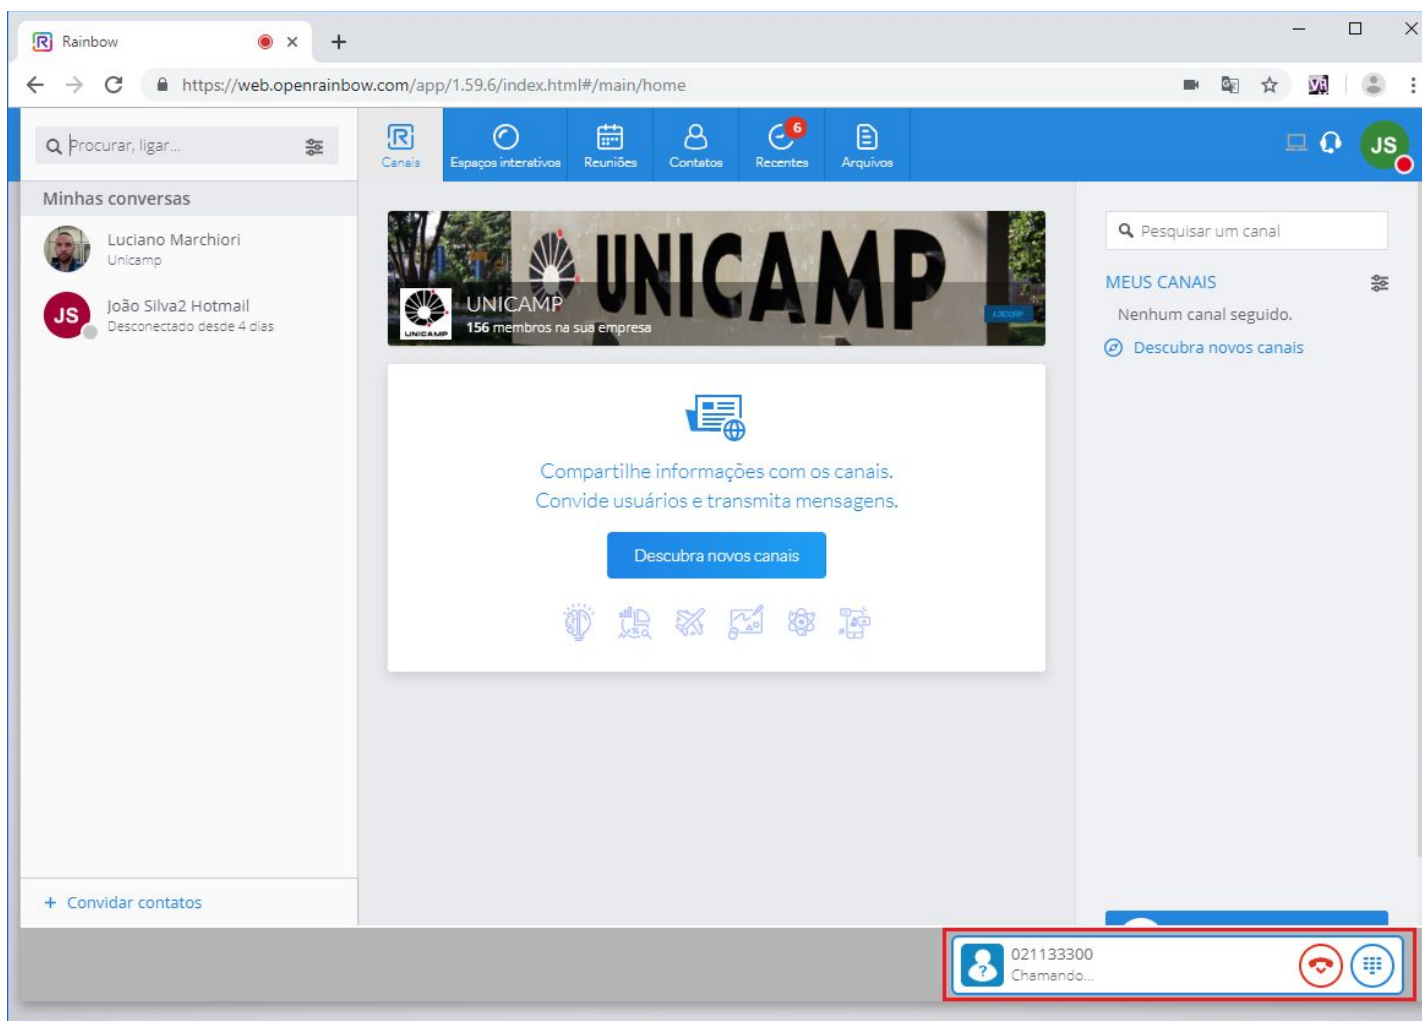 Rainbow
https://web.openrainbow.com/app/1.59.6/index.html#/main/home
Procurar, ligar...
Canais
Espaços interativos
Reuniões
Contatos
6
Recentes
Arquivos
JS
Minhas conversas
Luciano Marchiori
Unicamp
JS
João Silva2 Hotmail
Desconectado desde 4 dias
+ Convidar contatos
UNICAMP
UNICAMP
UNICAMP
156 membros na sua empresa
Compartilhe informações com os canais.
Convide usuários e transmita mensagens.
Descubra novos canais
Pesquisar um canal
MEUS CANAIS
Nenhum canal seguido.
Descubra novos canais
021133300
Chamando...